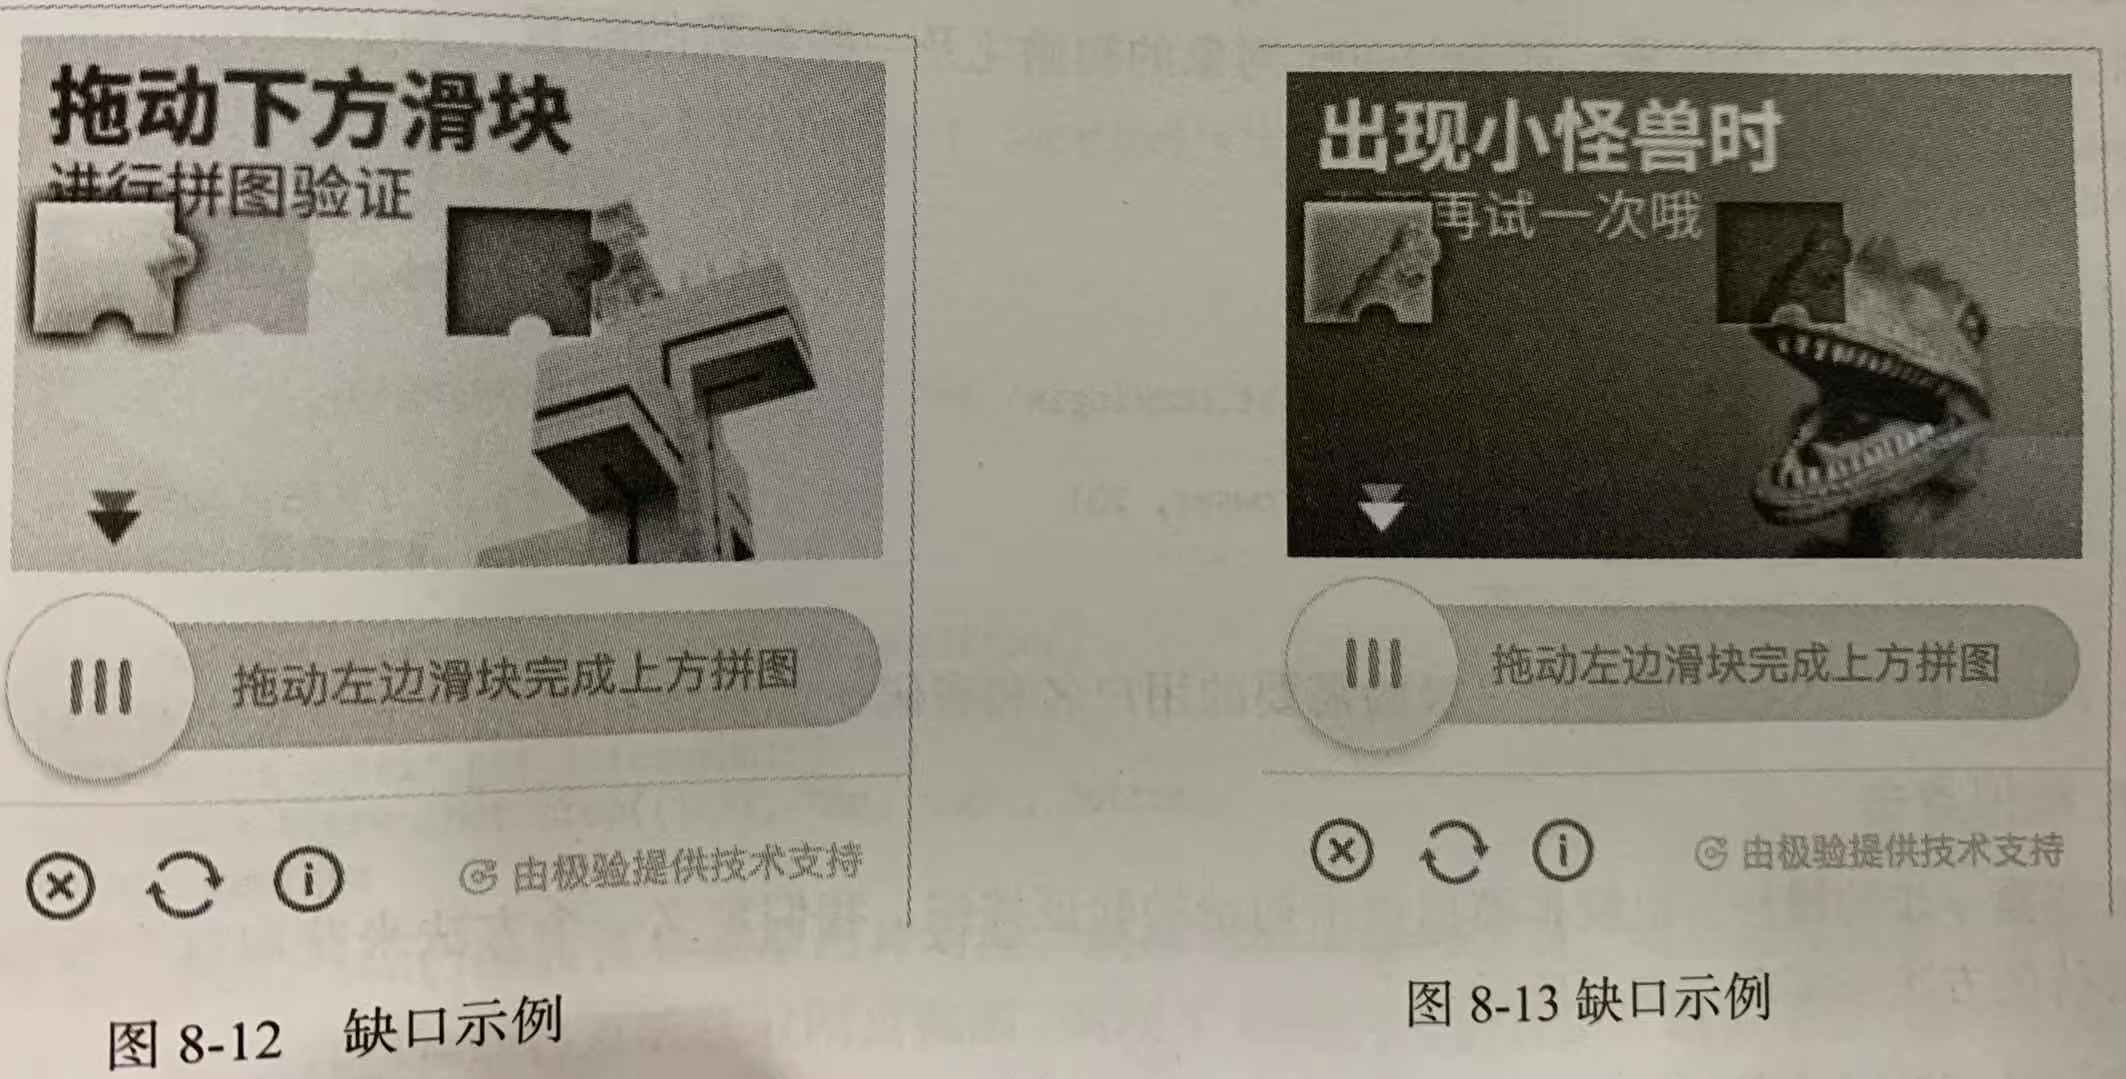 拖动下方滑块
进行拼图验证
拖动左边滑块完成上方拼图
由极验提供技术支持
图 8-12 缺口示例
出现小怪兽时
再试一次哦
拖动左边滑块完成上方拼图
由极验提供技术支持
图 8-13 缺口示例